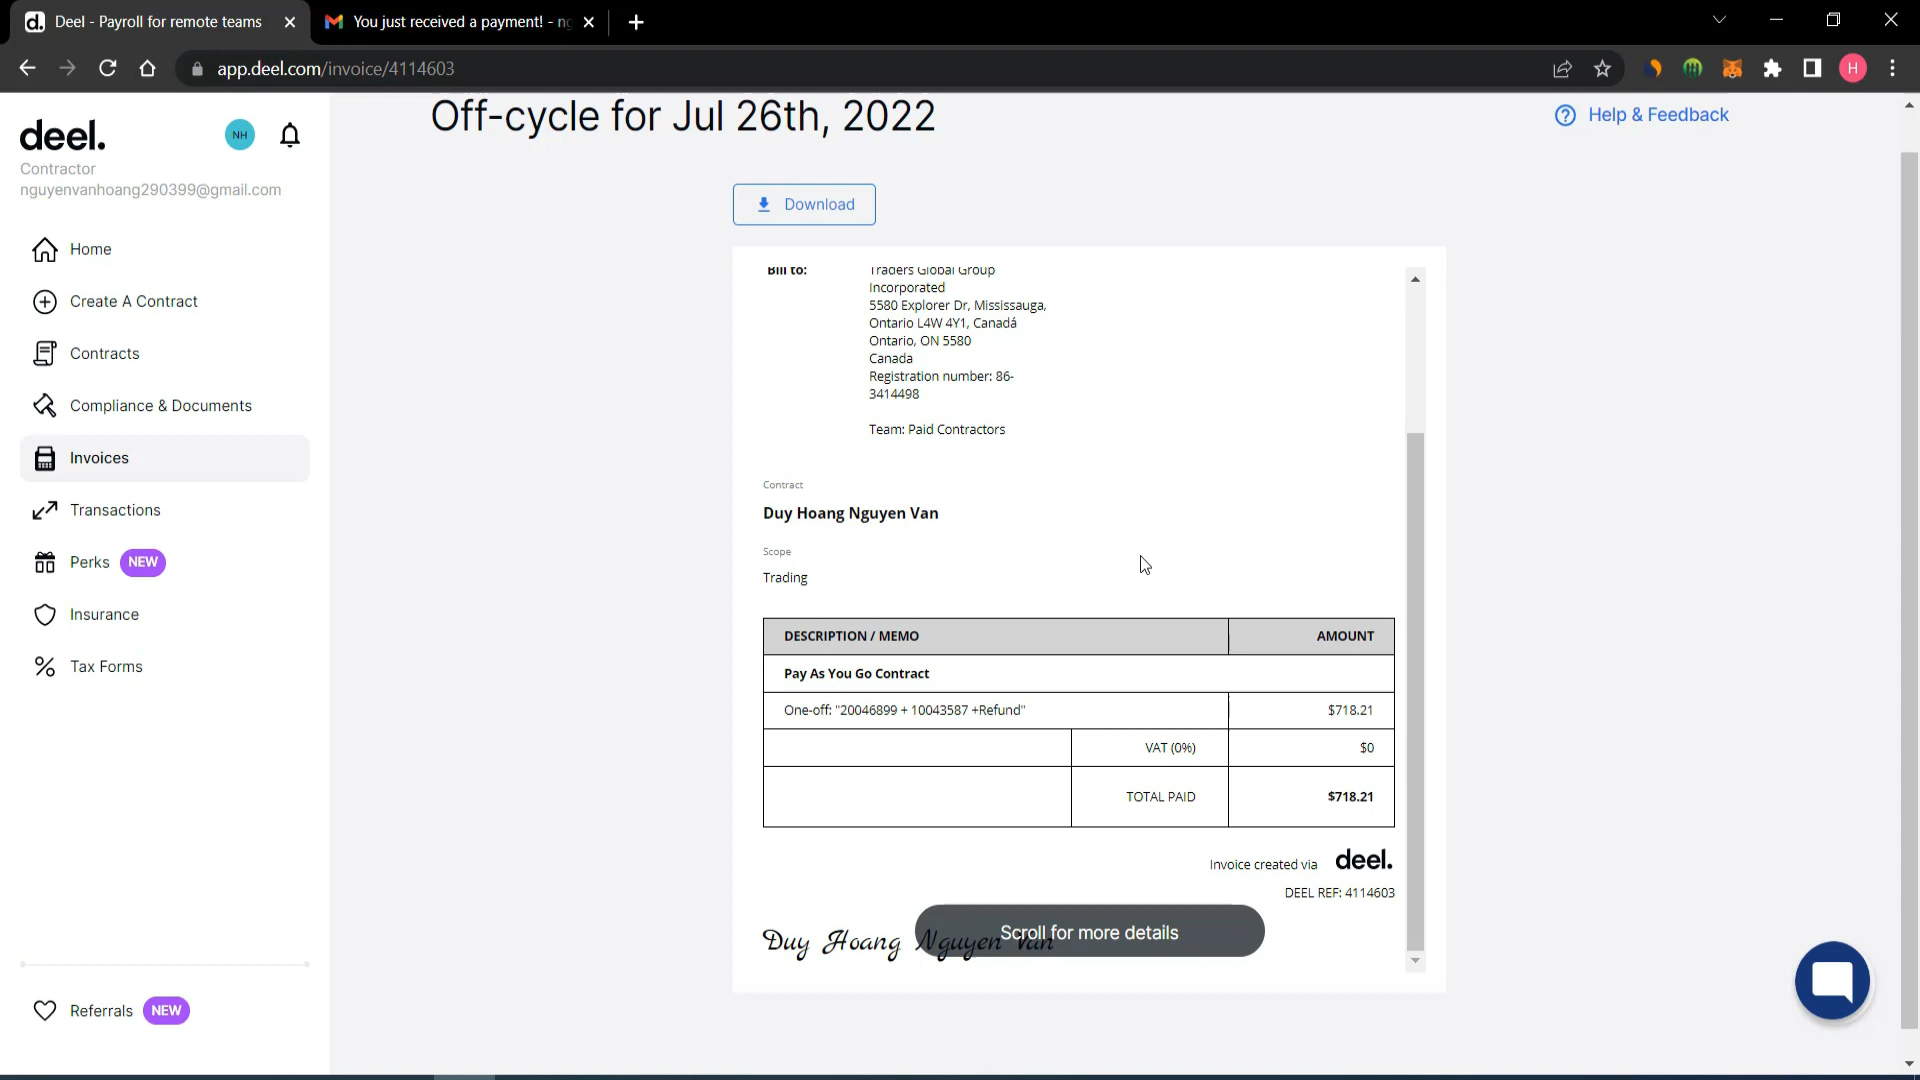 Deel - Payroll for remote teams
You just received a payment! - ng
app.deel.com/invoice/4114603
H
deel.
NH
Contractor
nguyenvanhoang290399@gmail.com
Home
Create A Contract
Contracts
Compliance & Documents
Invoices
Transactions
Perks NEW
Insurance
Tax Forms
Referrals NEW
Off-cycle for Jul 26th, 2022
Help & Feedback
Download
Bill to: Traders Global Group
Incorporated
5580 Explorer Dr, Mississauga,
Ontario L4W 4Y1, Canadá
Ontario, ON 5580
Canada
Registration number: 86-
3414498
Team: Paid Contractors
Contract
Duy Hoang Nguyen Van
Scope
Trading
DESCRIPTION / MEMO AMOUNT
Pay As You Go Contract
One-off: "20046899 + 10043587 +Refund" $718.21
VAT (0%) $0
TOTAL PAID $718.21
Invoice created via deel.
DEEL REF: 4114603
Duy Hoang Nguyen Van
Scroll for more details